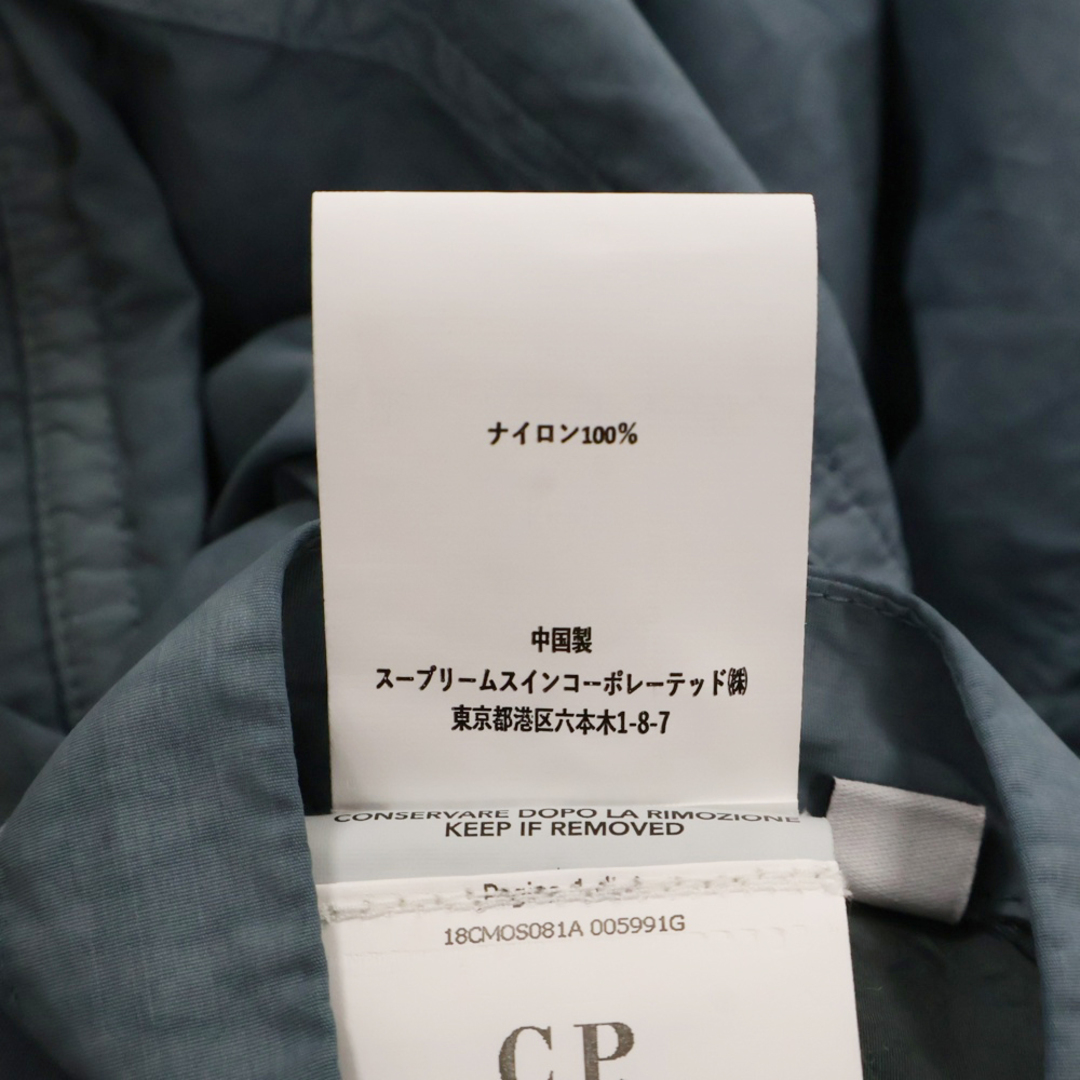 ナイロン100%
中国製
スープリームスインコーポレーテッド㈱
東京都港区六本木1-8-7
CONSERVARE DOPO LA RIMOZIONE
KEEP IF REMOVED
18CMOS081A 005991G
C.P.